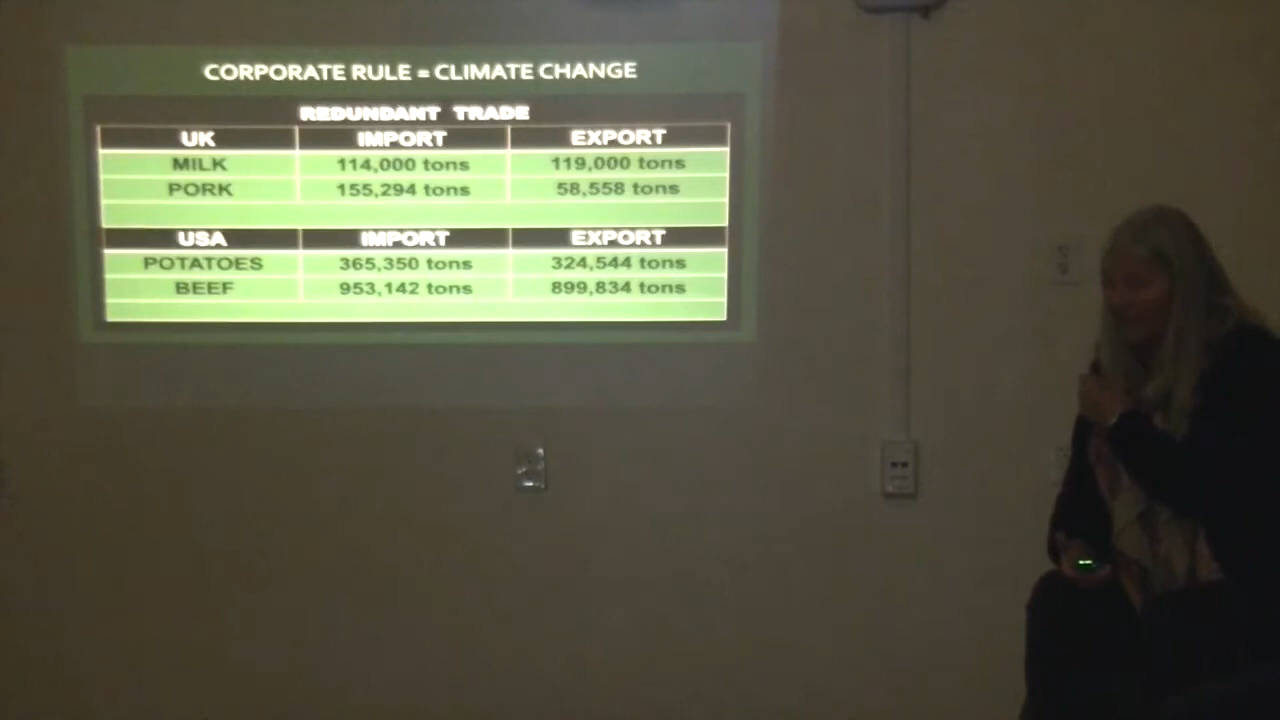 CORPORATE RULE = CLIMATE CHANGE
REDUNDANT TRADE
UK IMPORT EXPORT
MILK 114,000 tons 119,000 tons
PORK 155,294 tons 58,558 tons
USA IMPORT EXPORT
POTATOES 365,350 tons 324,544 tons
BEEF 953,142 tons 899,834 tons